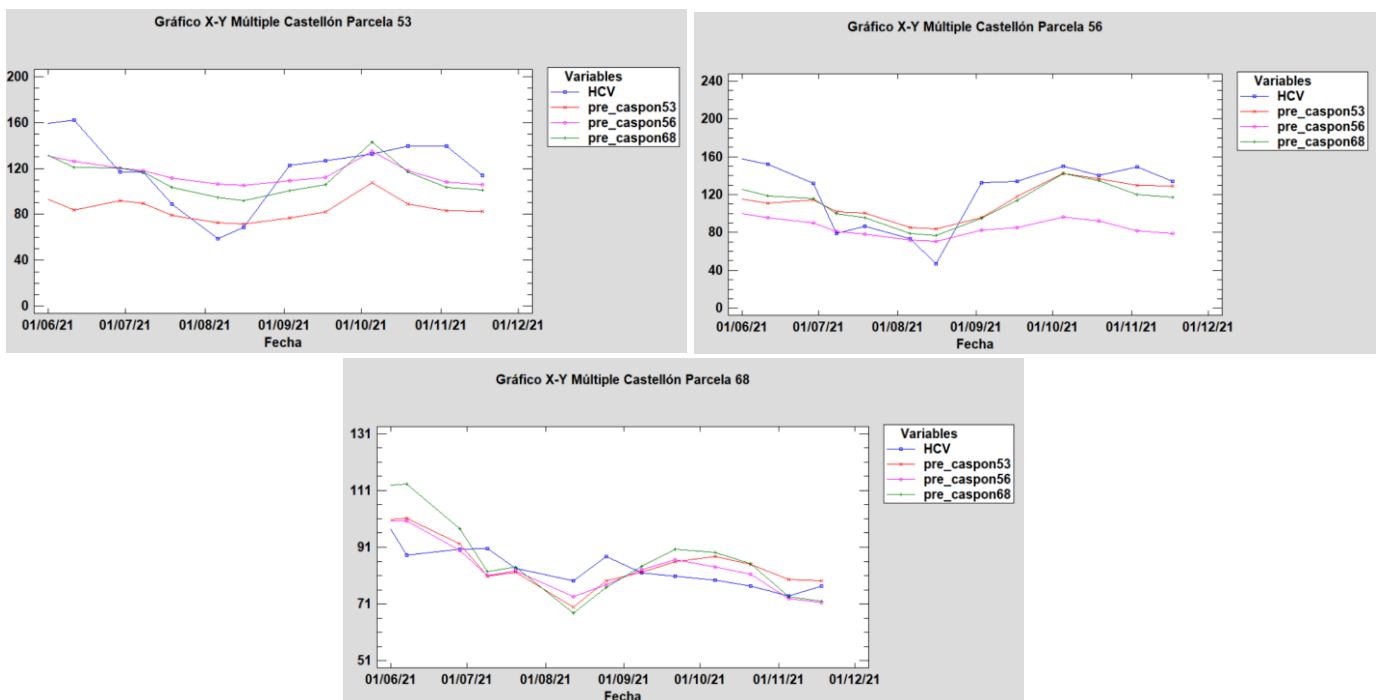 Gráfico X-Y Múltiple Castellón Parcela 53
200
160
120
80
40
0
01/06/21 01/07/21 01/08/21 01/09/21 01/10/21 01/11/21 01/12/21
Fecha
Variables
HCV
pre_caspon53
pre_caspon56
pre_caspon68
Gráfico X-Y Múltiple Castellón Parcela 56
240
200
160
120
80
40
0
01/06/21 01/07/21 01/08/21 01/09/21 01/10/21 01/11/21 01/12/21
Fecha
Variables
HCV
pre_caspon53
pre_caspon56
pre_caspon68
Gráfico X-Y Múltiple Castellón Parcela 68
131
111
91
71
51
01/06/21 01/07/21 01/08/21 01/09/21 01/10/21 01/11/21 01/12/21
Fecha
Variables
HCV
pre_caspon53
pre_caspon56
pre_caspon68